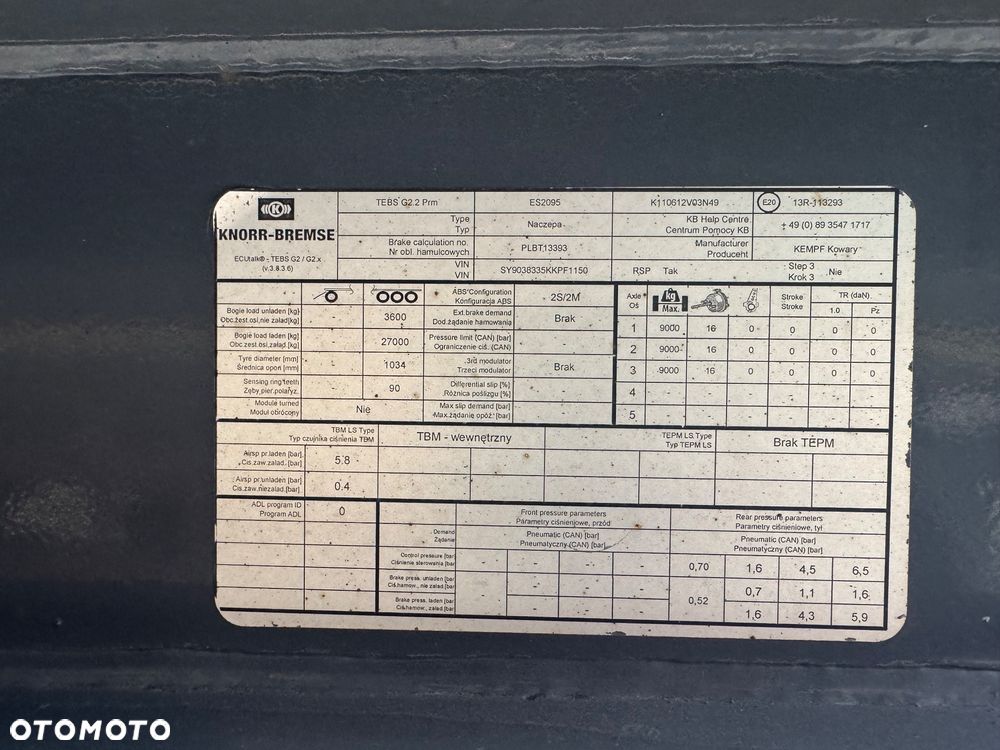 KNORR-BREMSE
ECUtalk® - TEBS G2 / G2.x
(v.3.8.3.6)
TEBS G2.2 Prm ES2095 K110612V03N49 E20 13R-113293
Type
Typ
Naczepa
KB Help Centre
Centrum Pomocy KB
+ 49 (0) 89 3547 1717
Brake calculation no.
Nr obl. hamulcowych
PLBT13393
Manufacturer
Producent
KEMPF Kowary
VIN
VIN
SY9038335KKPF1150
RSP Tak
Step 3
Krok 3
Nie
ABS Configuration
Konfiguracja ABS
2S/2M
Bogie load unladen [kg]
Obc.zest.osi,nie zalad[kg]
3600
Ext.brake demand
Dod.żądanie hamowania
Brak
Bogie load laden [kg]
Obc.zest.osi,zalad.[kg]
27000
Pressure limit (CAN) [bar]
Ograniczenie ciś. (CAN)
-
Tyre diameter [mm]
Średnica opon [mm]
- 1034
3rd modulator
Trzeci modulator
Brak
Sensing ring teeth
Zęby pier.polaryz.
- 90
Differential slip [%]
Różnica poślizgu [%]
-
Module turned
Moduł obrócony
Nie
Max slip demand [bar]
Max.żądanie opóź.[bar]
-
Axle
Oś
kg
Max.
Stroke
Stroke
TR (daN)
1.0 Pz
1 9000 16 0 0 0 0
2 9000 16 0 0 0 0
3 9000 16 0 0 0 0
4 - - - - - -
5 - - - - - -
TBM LS Type
Typ czujnika ciśnienia TBM
TBM - wewnętrzny
TEPM LS Type
Typ TEPM LS
Brak TEPM
Airsp pr.laden [bar]
Cis.zaw.zalad. [bar]
5.8
Airsp pr.unladen [bar]
Cis.zaw.niezalad.[bar]
0.4
ADL program ID
Program ADL
0
Front pressure parameters
Parametry ciśnieniowe, przód
Rear pressure parameters
Parametry ciśnieniowe, tył
Demand
Żądanie
Pneumatic (CAN) [bar]
Pneumatyczny (CAN) [bar]
Pneumatic (CAN) [bar]
Pneumatyczny (CAN) [bar]
Control pressure [bar]
Ciśnienie sterowania [bar]
- - - - 0,70 1,6 4,5 6,5
Brake press. unladen [bar]
Ciś.hamow., nie zalad. [bar]
- - - 0,7 1,1 1,6
0,52
Brake press. laden [bar]
Ciś.hamow., zalad. [bar]
- - - 1,6 4,3 5,9
OTOMOTO